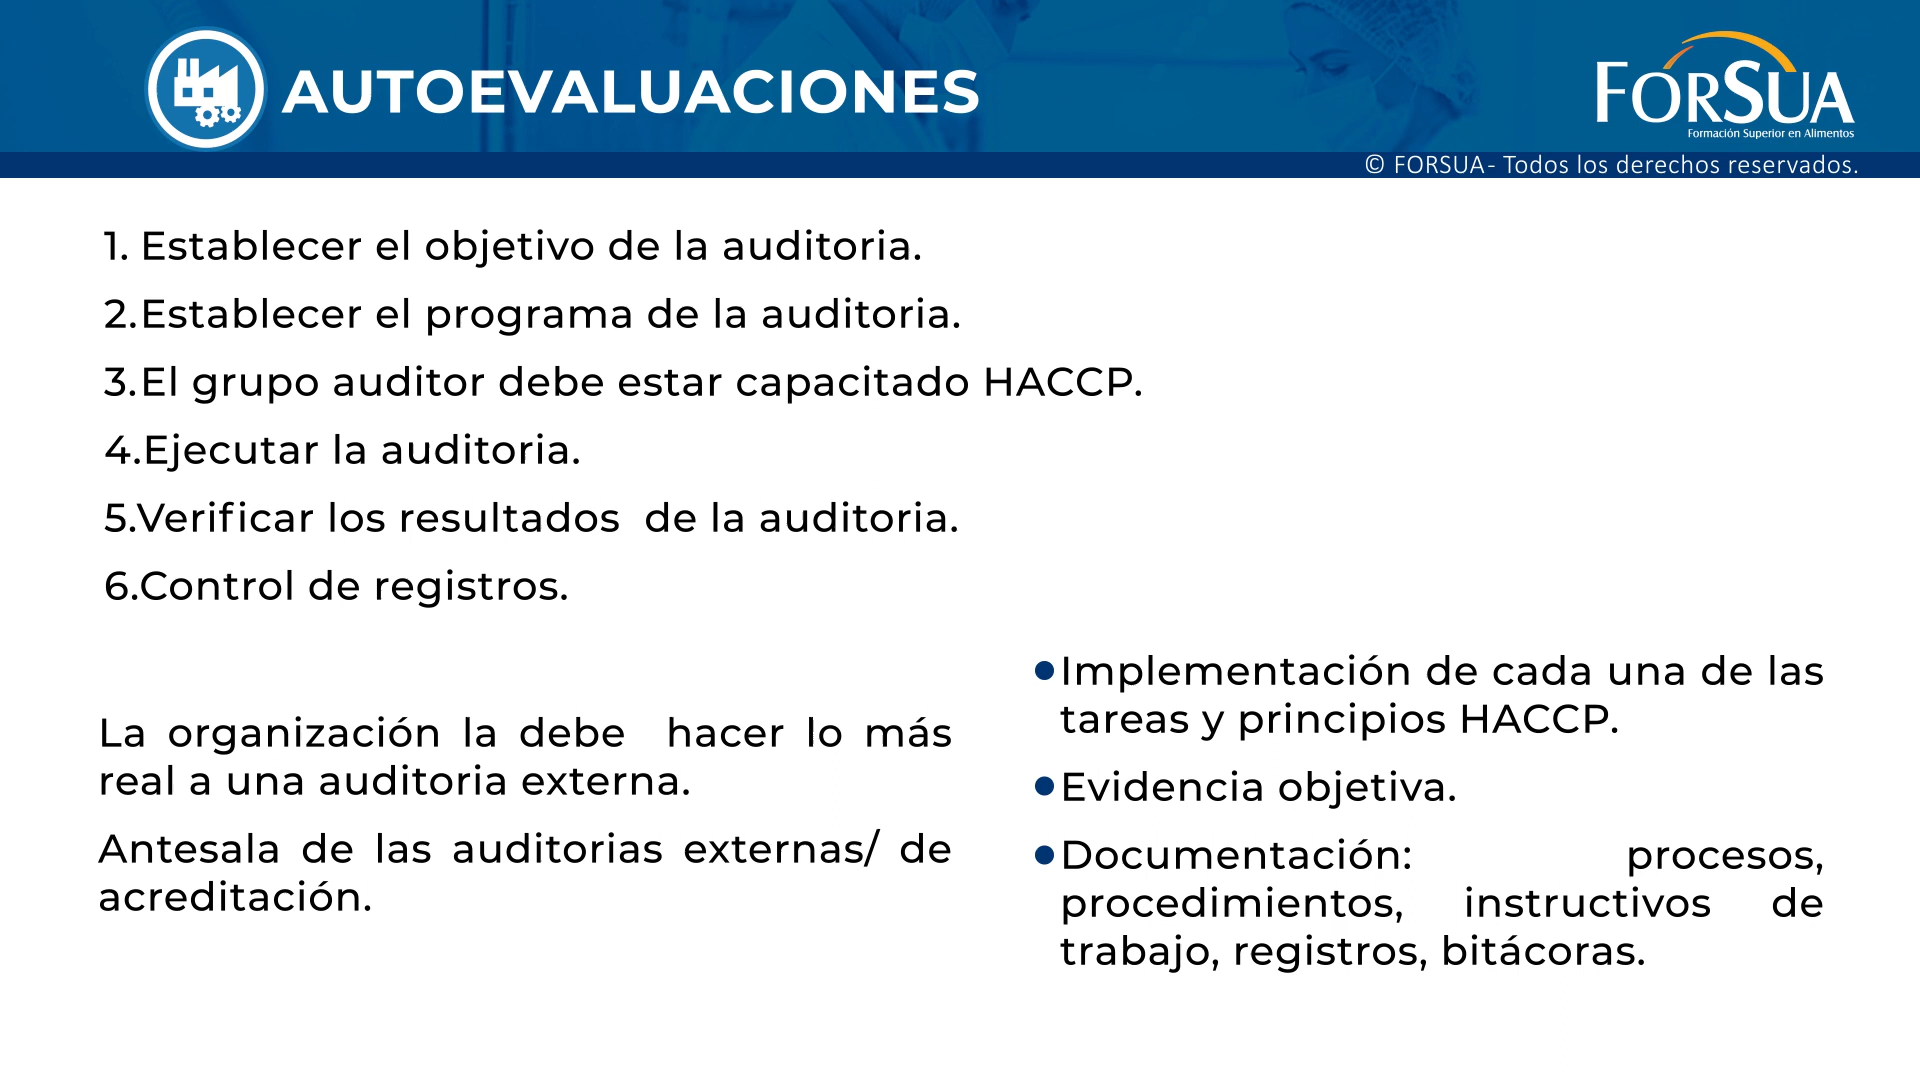 AUTOEVALUACIONES
FORSUA
Formación Superior en Alimentos
© FORSUA- Todos los derechos reservados.
1. Establecer el objetivo de la auditoria.
2.Establecer el programa de la auditoria.
3.El grupo auditor debe estar capacitado HACCP.
4.Ejecutar la auditoria.
5.Verificar los resultados  de la auditoria.
6.Control de registros.
La organización la debe  hacer lo más
real a una auditoria externa.
Antesala de las auditorias externas/ de
acreditación.
●Implementación de cada una de las
tareas y principios HACCP.
●Evidencia objetiva.
●Documentación: procesos,
procedimientos, instructivos de
trabajo, registros, bitácoras.